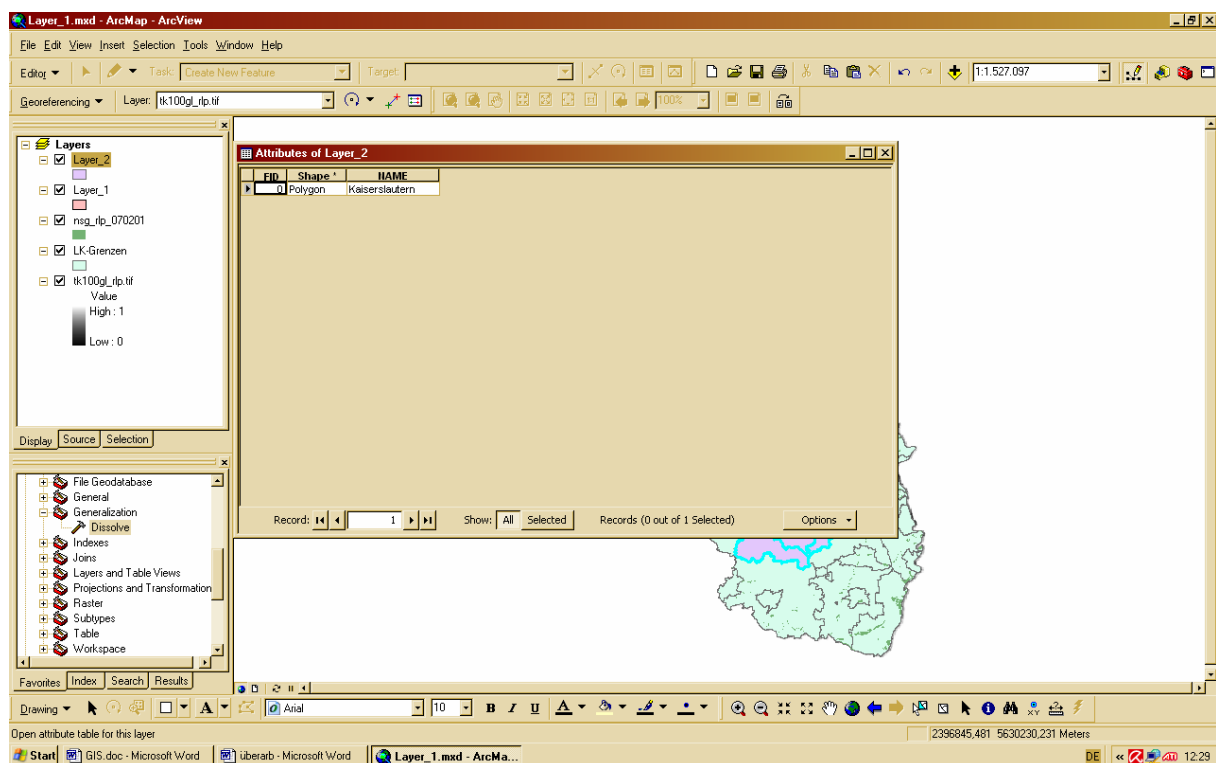 Layer_1.mxd - ArcMap - ArcView
File Edit View Insert Selection Tools Window Help
Editor Task: Create New Feature Target: 1:1.527.097
Georeferencing Layer: tk100gl_rlp.tif 100%
Layers
Layer_2
Layer_1
nsg_rlp_070201
LK-Grenzen
tk100gl_rlp.tif
Value
High : 1
Low : 0
Display Source Selection
Attributes of Layer_2
FID Shape * NAME
0 Polygon Kaiserslautern
Record: 1 Show: All Selected Records (0 out of 1 Selected) Options
File Geodatabase
General
Generalization
Dissolve
Indexes
Joins
Layers and Table Views
Projections and Transformation
Raster
Subtypes
Table
Workspace
Favorites Index Search Results
Drawing A Arial 10 B I U A
Open attribute table for this layer 2396845,481 5630230,231 Meters
Start GIS.doc - Microsoft Word überarb - Microsoft Word Layer_1.mxd - ArcMa... DE « 12:29